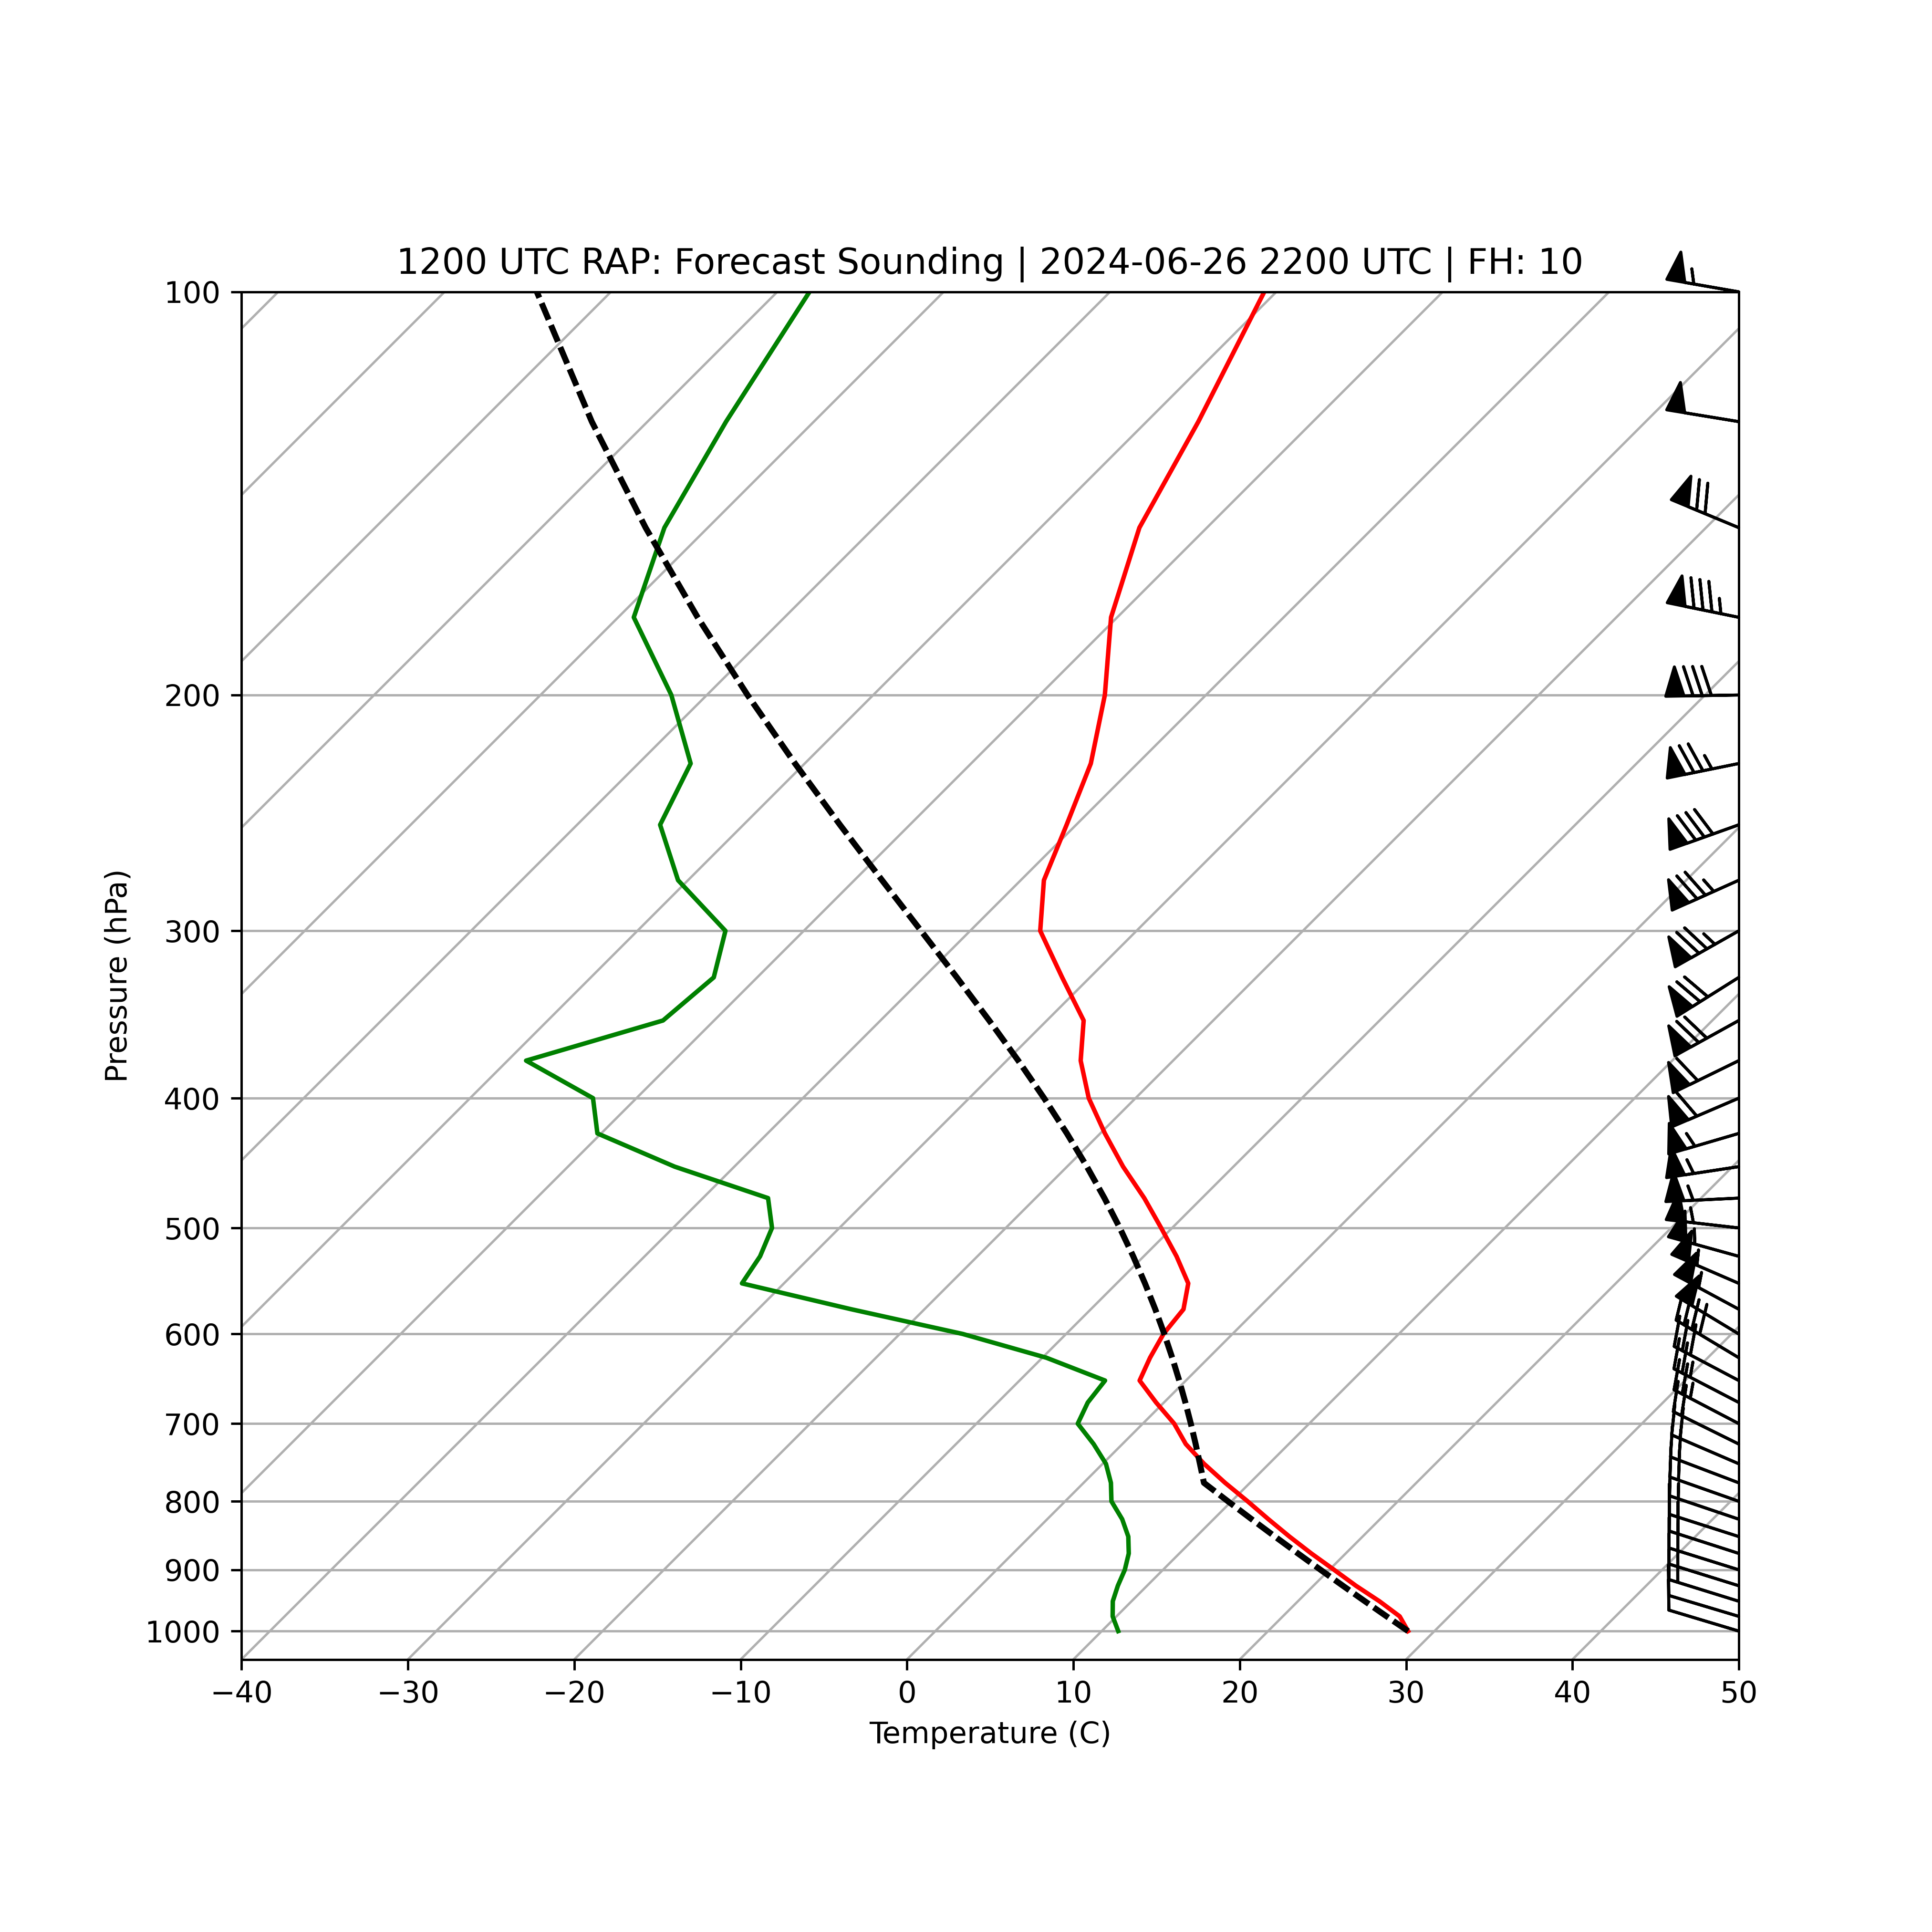 1200 UTC RAP: Forecast Sounding | 2024-06-26 2200 UTC | FH: 10
100
200
300
400
500
600
700
800
900
1000
Pressure (hPa)
−40 −30 −20 −10 0 10 20 30 40 50
Temperature (C)